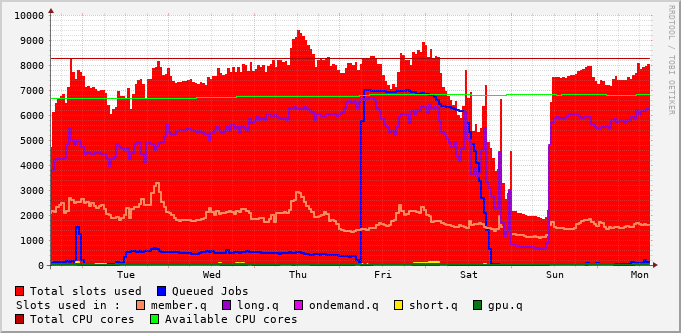 10000
9000
8000
7000
6000
5000
4000
3000
2000
1000
0
Tue Wed Thu Fri Sat Sun Mon
Total slots used Queued Jobs
Slots used in : member.q long.q ondemand.q short.q gpu.q
Total CPU cores Available CPU cores
RRDTOOL / TOBI OETIKER